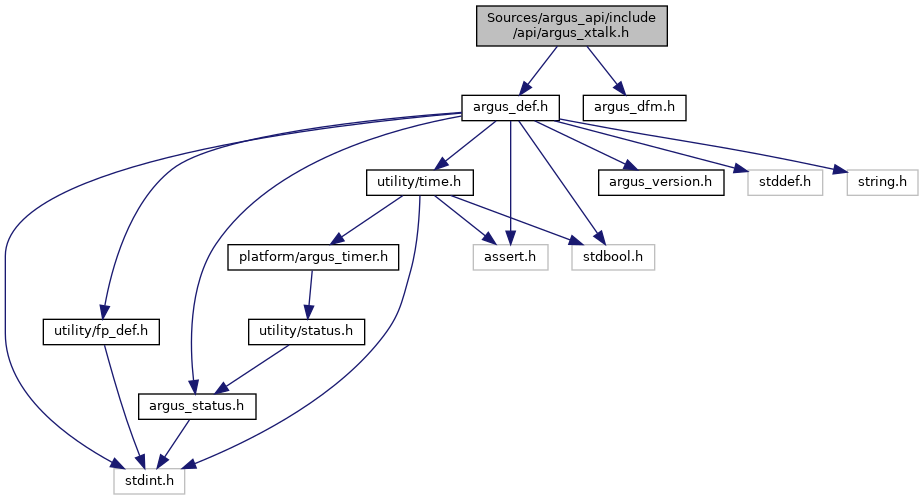 Sources/argus_api/include
/api/argus_xtalk.h
argus_def.h
argus_dfm.h
utility/time.h
argus_version.h
stddef.h
string.h
platform/argus_timer.h
assert.h
stdbool.h
utility/fp_def.h
utility/status.h
argus_status.h
stdint.h